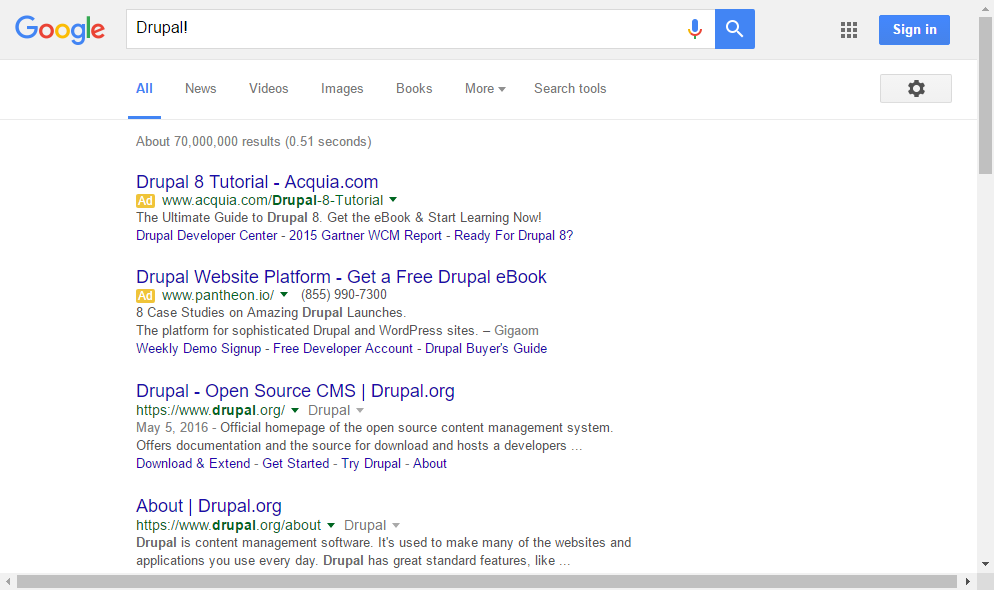 Google
Drupal!
Sign in
All News Videos Images Books More Search tools
About 70,000,000 results (0.51 seconds)
Drupal 8 Tutorial - Acquia.com
Ad www.acquia.com/Drupal-8-Tutorial
The Ultimate Guide to Drupal 8. Get the eBook & Start Learning Now!
Drupal Developer Center - 2015 Gartner WCM Report - Ready For Drupal 8?
Drupal Website Platform - Get a Free Drupal eBook
Ad www.pantheon.io/ (855) 990-7300
8 Case Studies on Amazing Drupal Launches.
The platform for sophisticated Drupal and WordPress sites. – Gigaom
Weekly Demo Signup - Free Developer Account - Drupal Buyer's Guide
Drupal - Open Source CMS | Drupal.org
https://www.drupal.org/ Drupal
May 5, 2016 - Official homepage of the open source content management system.
Offers documentation and the source for download and hosts a developers ...
Download & Extend - Get Started - Try Drupal - About
About | Drupal.org
https://www.drupal.org/about Drupal
Drupal is content management software. It's used to make many of the websites and
applications you use every day. Drupal has great standard features, like ...